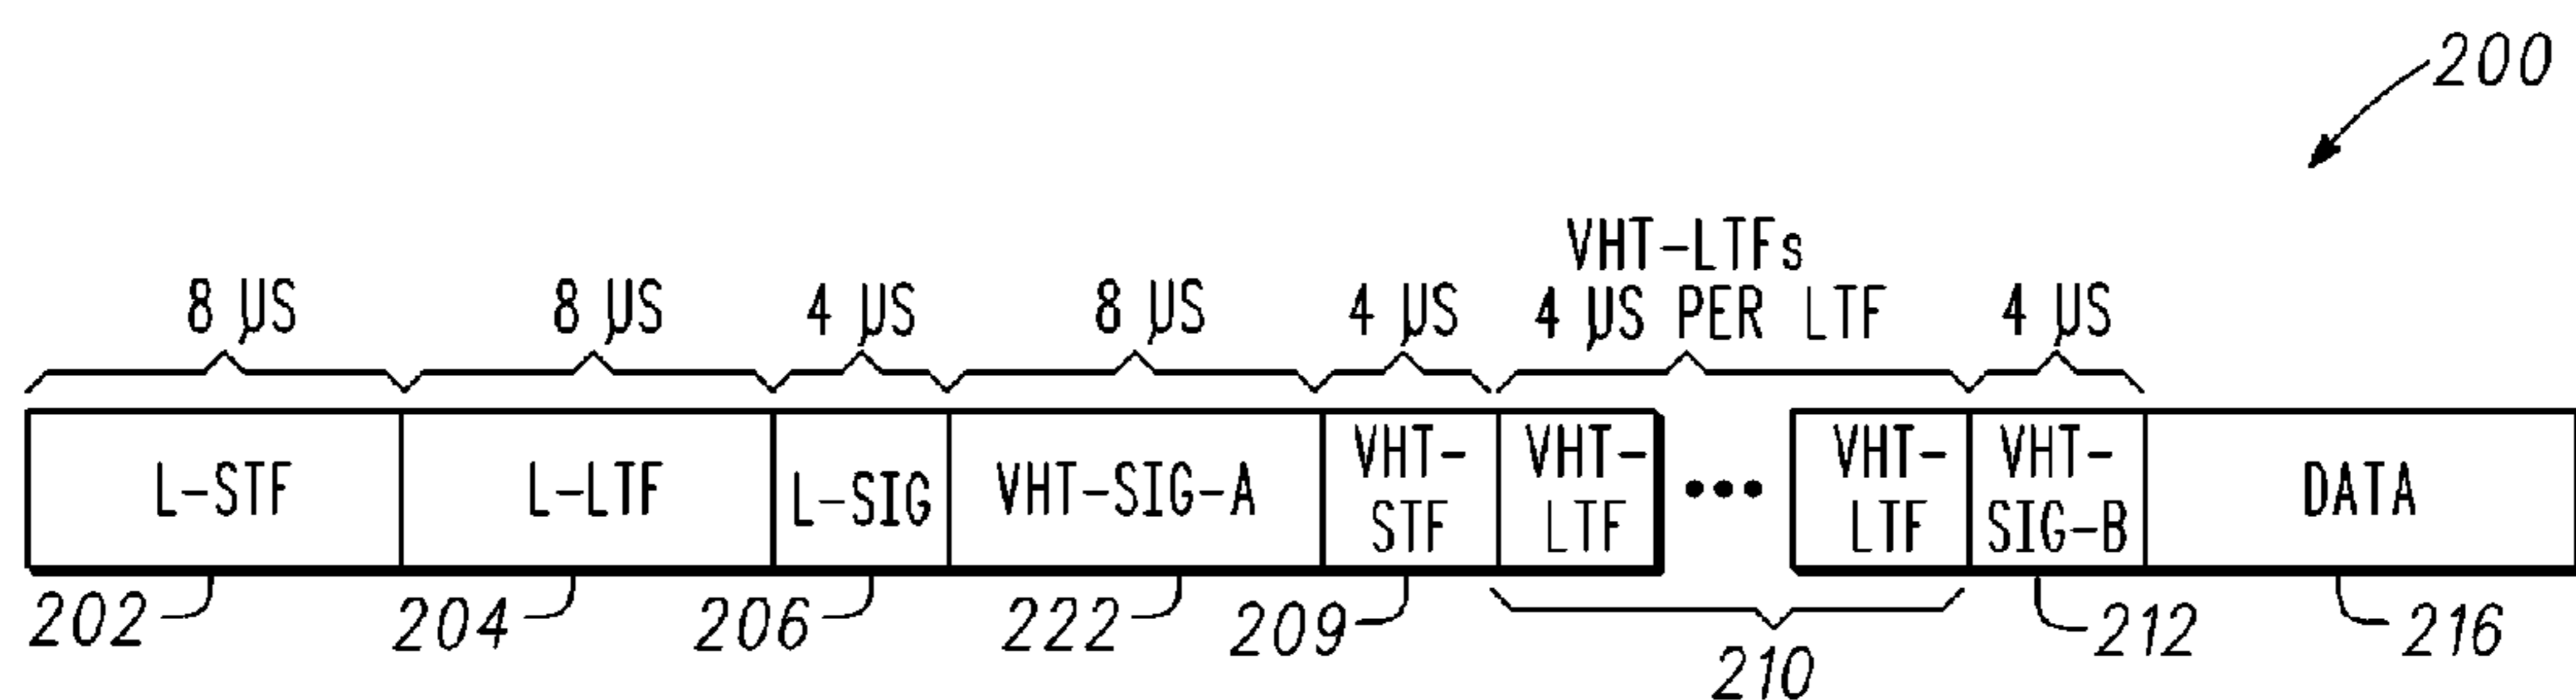 200
VHT-LTFs
8 µS 8 µS 4 µS 8 µS 4 µS 4 µS PER LTF 4 µS
L-STF L-LTF L-SIG VHT-SIG-A VHT-STF VHT-LTF ••• VHT-LTF VHT-SIG-B DATA
202 204 206 222 209 210 212 216